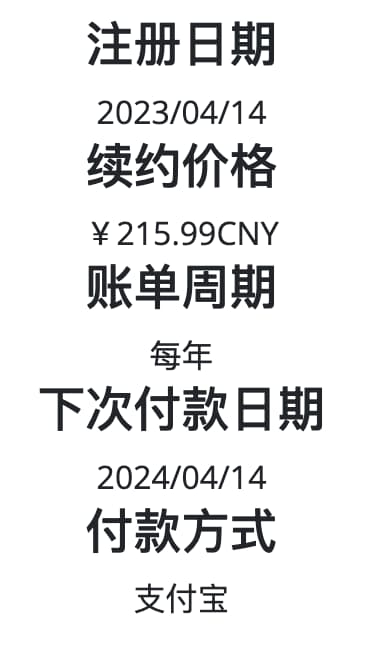 注册日期
2023/04/14
续约价格
￥215.99CNY
账单周期
每年
下次付款日期
2024/04/14
付款方式
支付宝